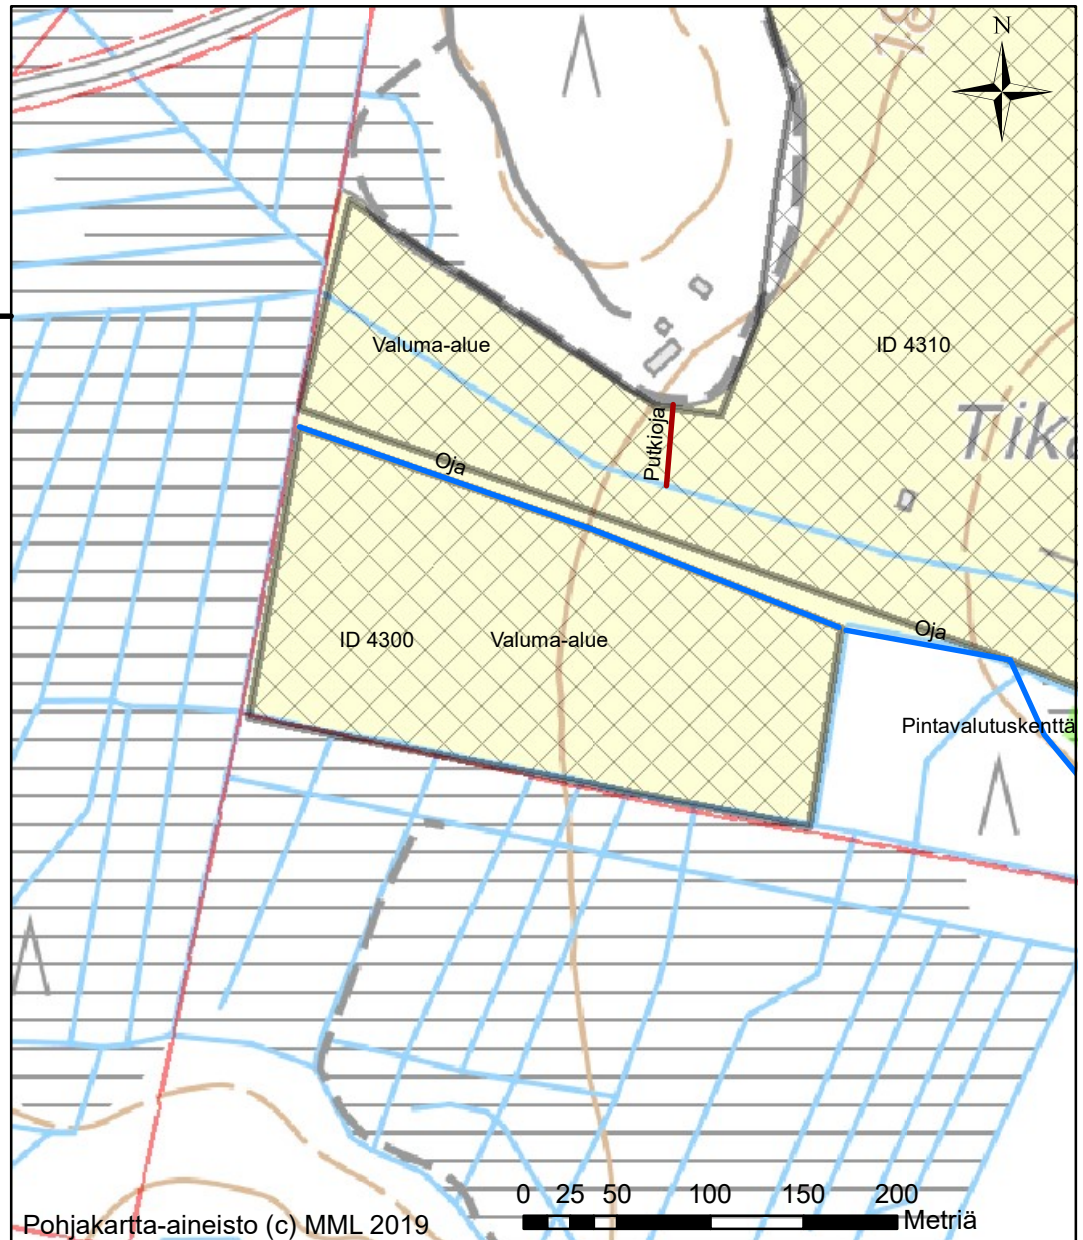 N
18
Valuma-alue
ID 4310
Putkioja
Oja
Oja
ID 4300
Valuma-alue
Pintavalutuskenttä
0 25 50 100 150 200
Metriä
Pohjakartta-aineisto (c) MML 2019